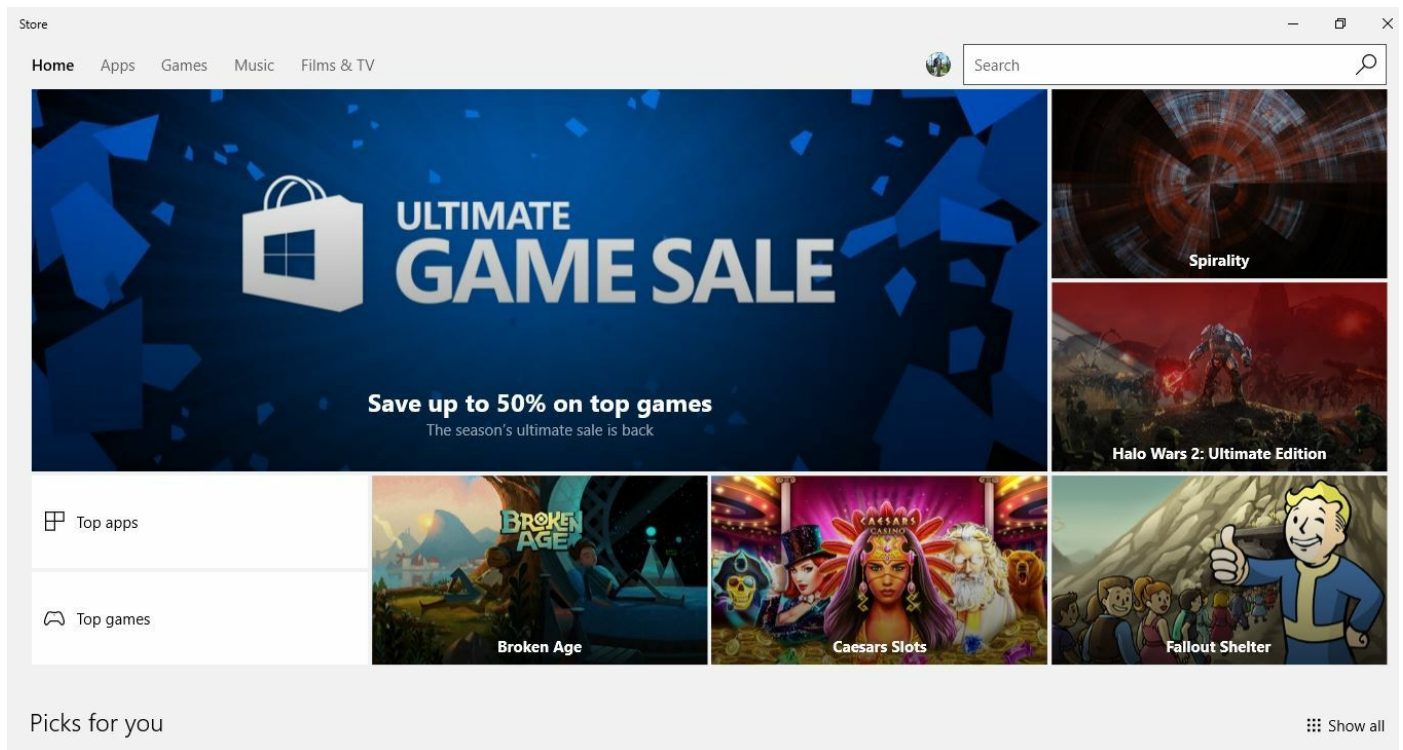 Store
Home Apps Games Music Films & TV
Search
ULTIMATE
GAME SALE
Save up to 50% on top games
The season's ultimate sale is back
Spirality
Halo Wars 2: Ultimate Edition
Top apps
Top games
BROKEN
AGE
Broken Age
CAESARS
CASINO
Caesars Slots
Fallout Shelter
Picks for you
Show all